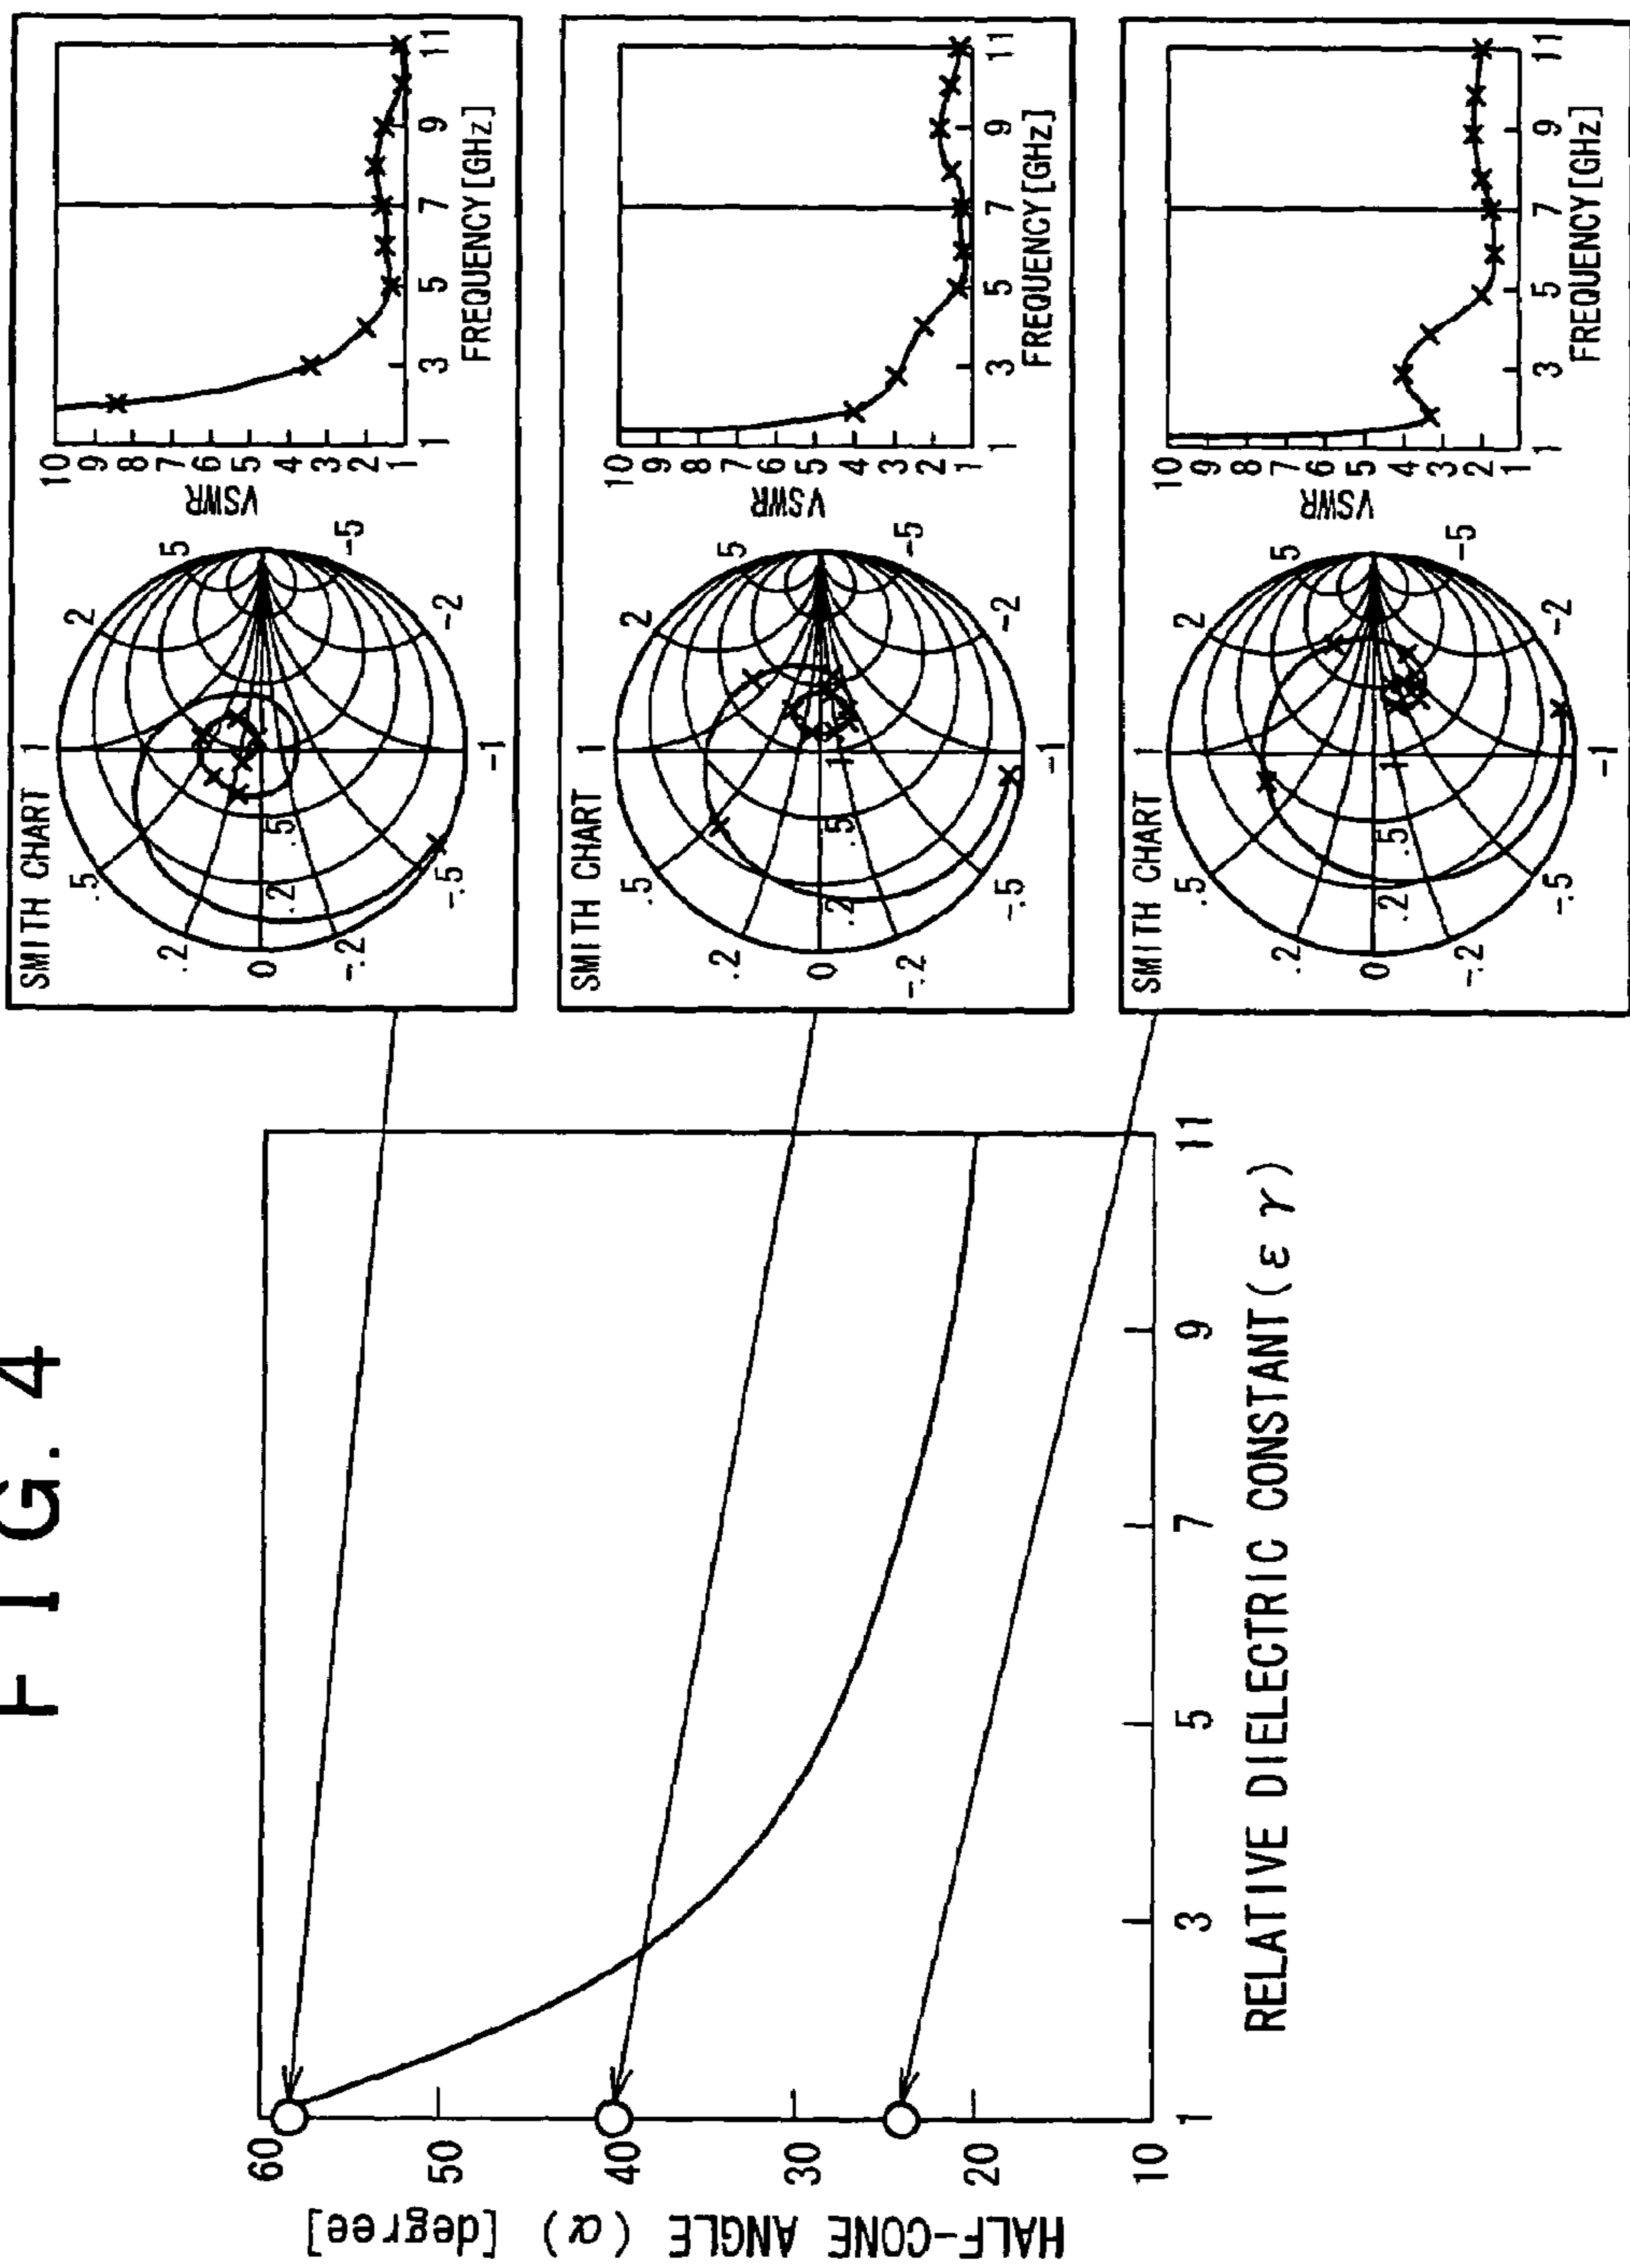 FIG. 4
HALF-CONE ANGLE (α) [degree]
60
50
40
30
20
10
1 3 5 7 9 11
RELATIVE DIELECTRIC CONSTANT (ε γ)
SMITH CHART
1
.5 2
.2 5
0 .2 .5
-.2 -5
-.5 -2
-1
VSWR
10
9
8
7
6
5
4
3
2
1
1 3 5 7 9 11
FREQUENCY [GHz]
SMITH CHART
1
.5 2
.2 5
0 .2 .5 1
-.2 -5
-.5 -2
-1
VSWR
10
9
8
7
6
5
4
3
2
1
1 3 5 7 9 11
FREQUENCY [GHz]
SMITH CHART
1
.5 2
.2 5
0 .2 .5 1
-.2 -5
-.5 -2
-1
VSWR
10
9
8
7
6
5
4
3
2
1
1 3 5 7 9 11
FREQUENCY [GHz]